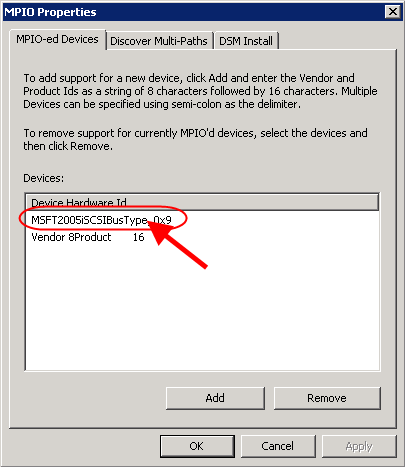 MPIO Properties
MPIO-ed Devices Discover Multi-Paths DSM Install
To add support for a new device, click Add and enter the Vendor and
Product Ids as a string of 8 characters followed by 16 characters. Multiple
Devices can be specified using semi-colon as the delimiter.
To remove support for currently MPIO'd devices, select the devices and
then click Remove.
Devices:
Device Hardware Id
MSFT2005iSCSIBusType_0x9
Vendor 8Product 16
Add Remove
OK Cancel Apply